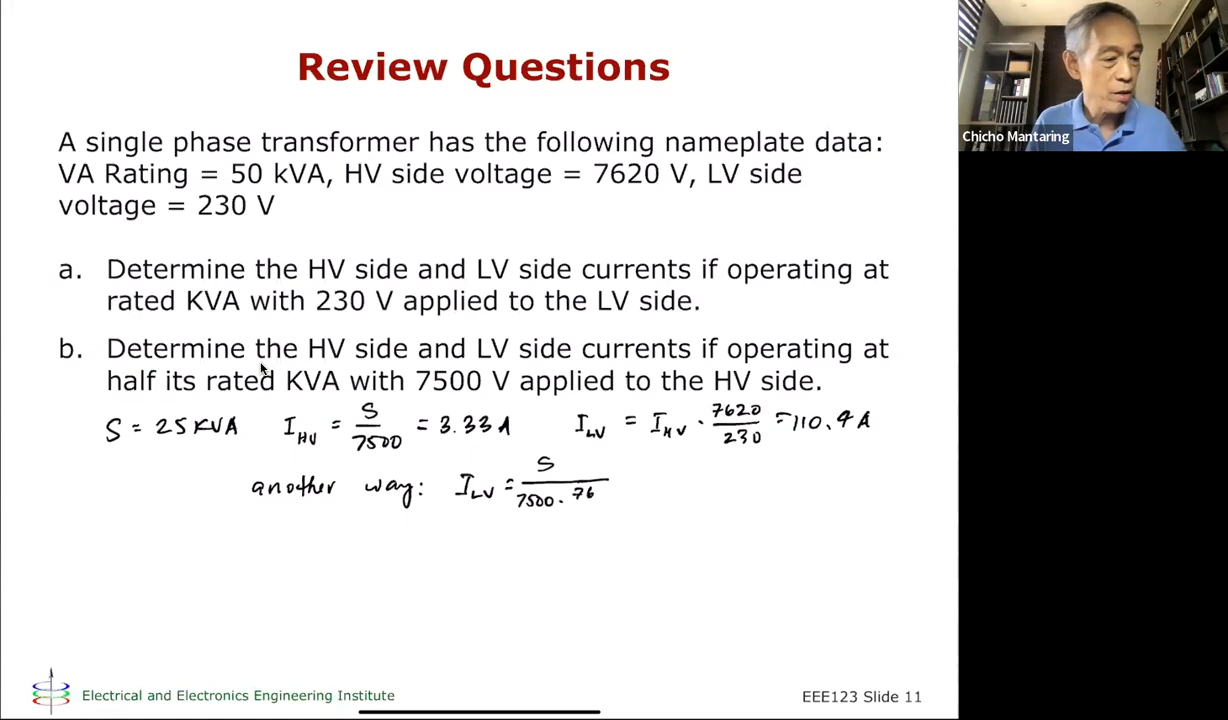 Review Questions
Chicho Mantaring
A single phase transformer has the following nameplate data:
VA Rating = 50 kVA, HV side voltage = 7620 V, LV side
voltage = 230 V
a. Determine the HV side and LV side currents if operating at
rated KVA with 230 V applied to the LV side.
b. Determine the HV side and LV side currents if operating at
half its rated KVA with 7500 V applied to the HV side.
S = 25 KVA I_HV = S/7500 = 3.33 A I_LV = I_HV · 7620/230 = 110.4 A
another way: I_LV = S/7500 · 76
Electrical and Electronics Engineering Institute EEE123 Slide 11